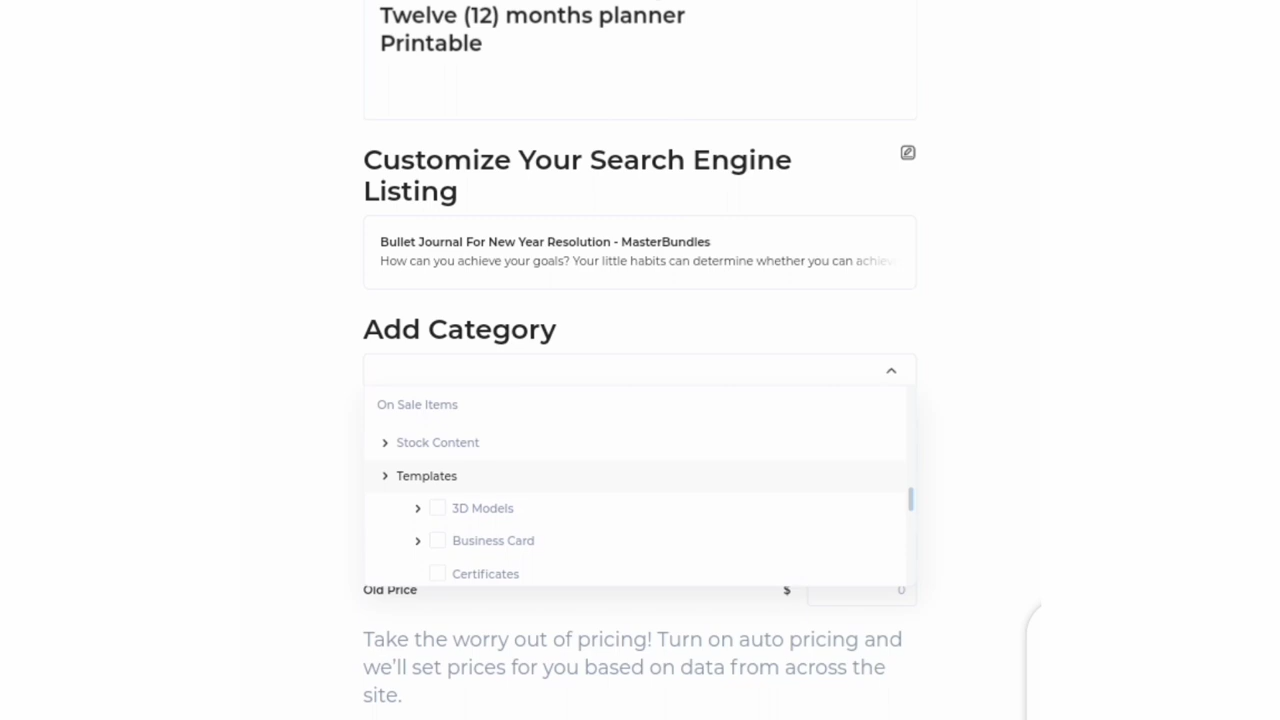 Twelve (12) months planner
Printable
Customize Your Search Engine
Listing
Bullet Journal For New Year Resolution - MasterBundles
How can you achieve your goals? Your little habits can determine whether you can achiev
Add Category
On Sale Items
Stock Content
Templates
3D Models
Business Card
Certificates
Old Price $ 0
Take the worry out of pricing! Turn on auto pricing and
we'll set prices for you based on data from across the
site.